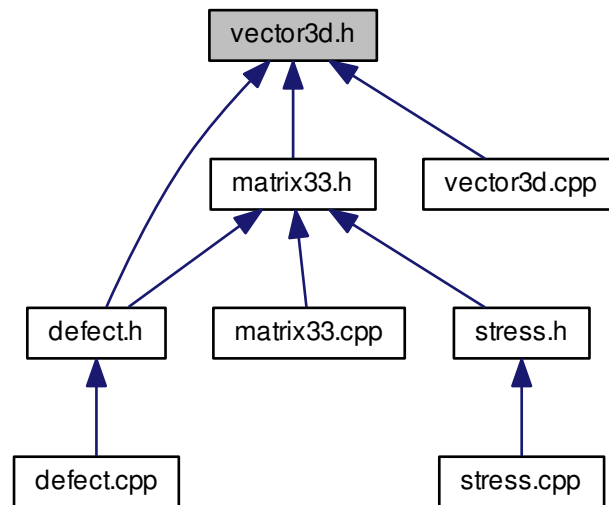 vector3d.h
matrix33.h
vector3d.cpp
defect.h
matrix33.cpp
stress.h
defect.cpp
stress.cpp